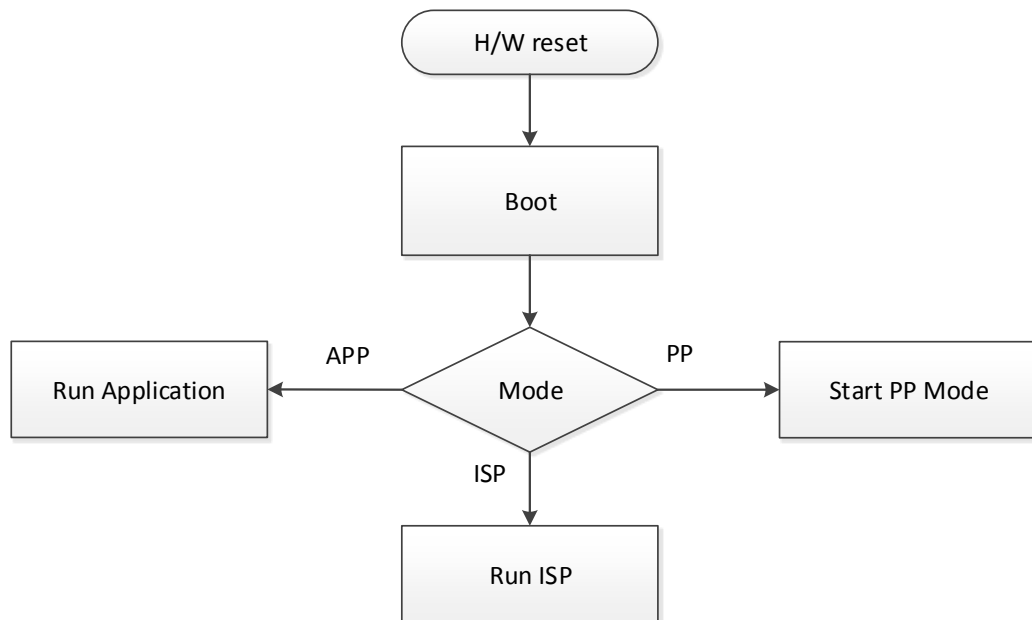 H/W reset
Boot
APP
PP
Run Application
Mode
Start PP Mode
ISP
Run ISP